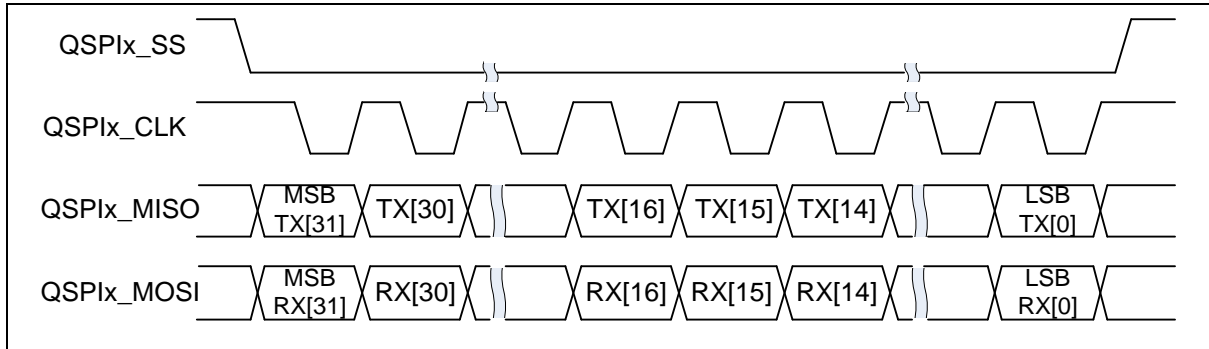 QSPIx_SS
QSPIx_CLK
QSPIx_MISO MSB TX[31] TX[30] TX[16] TX[15] TX[14] LSB TX[0]
QSPIx_MOSI MSB RX[31] RX[30] RX[16] RX[15] RX[14] LSB RX[0]